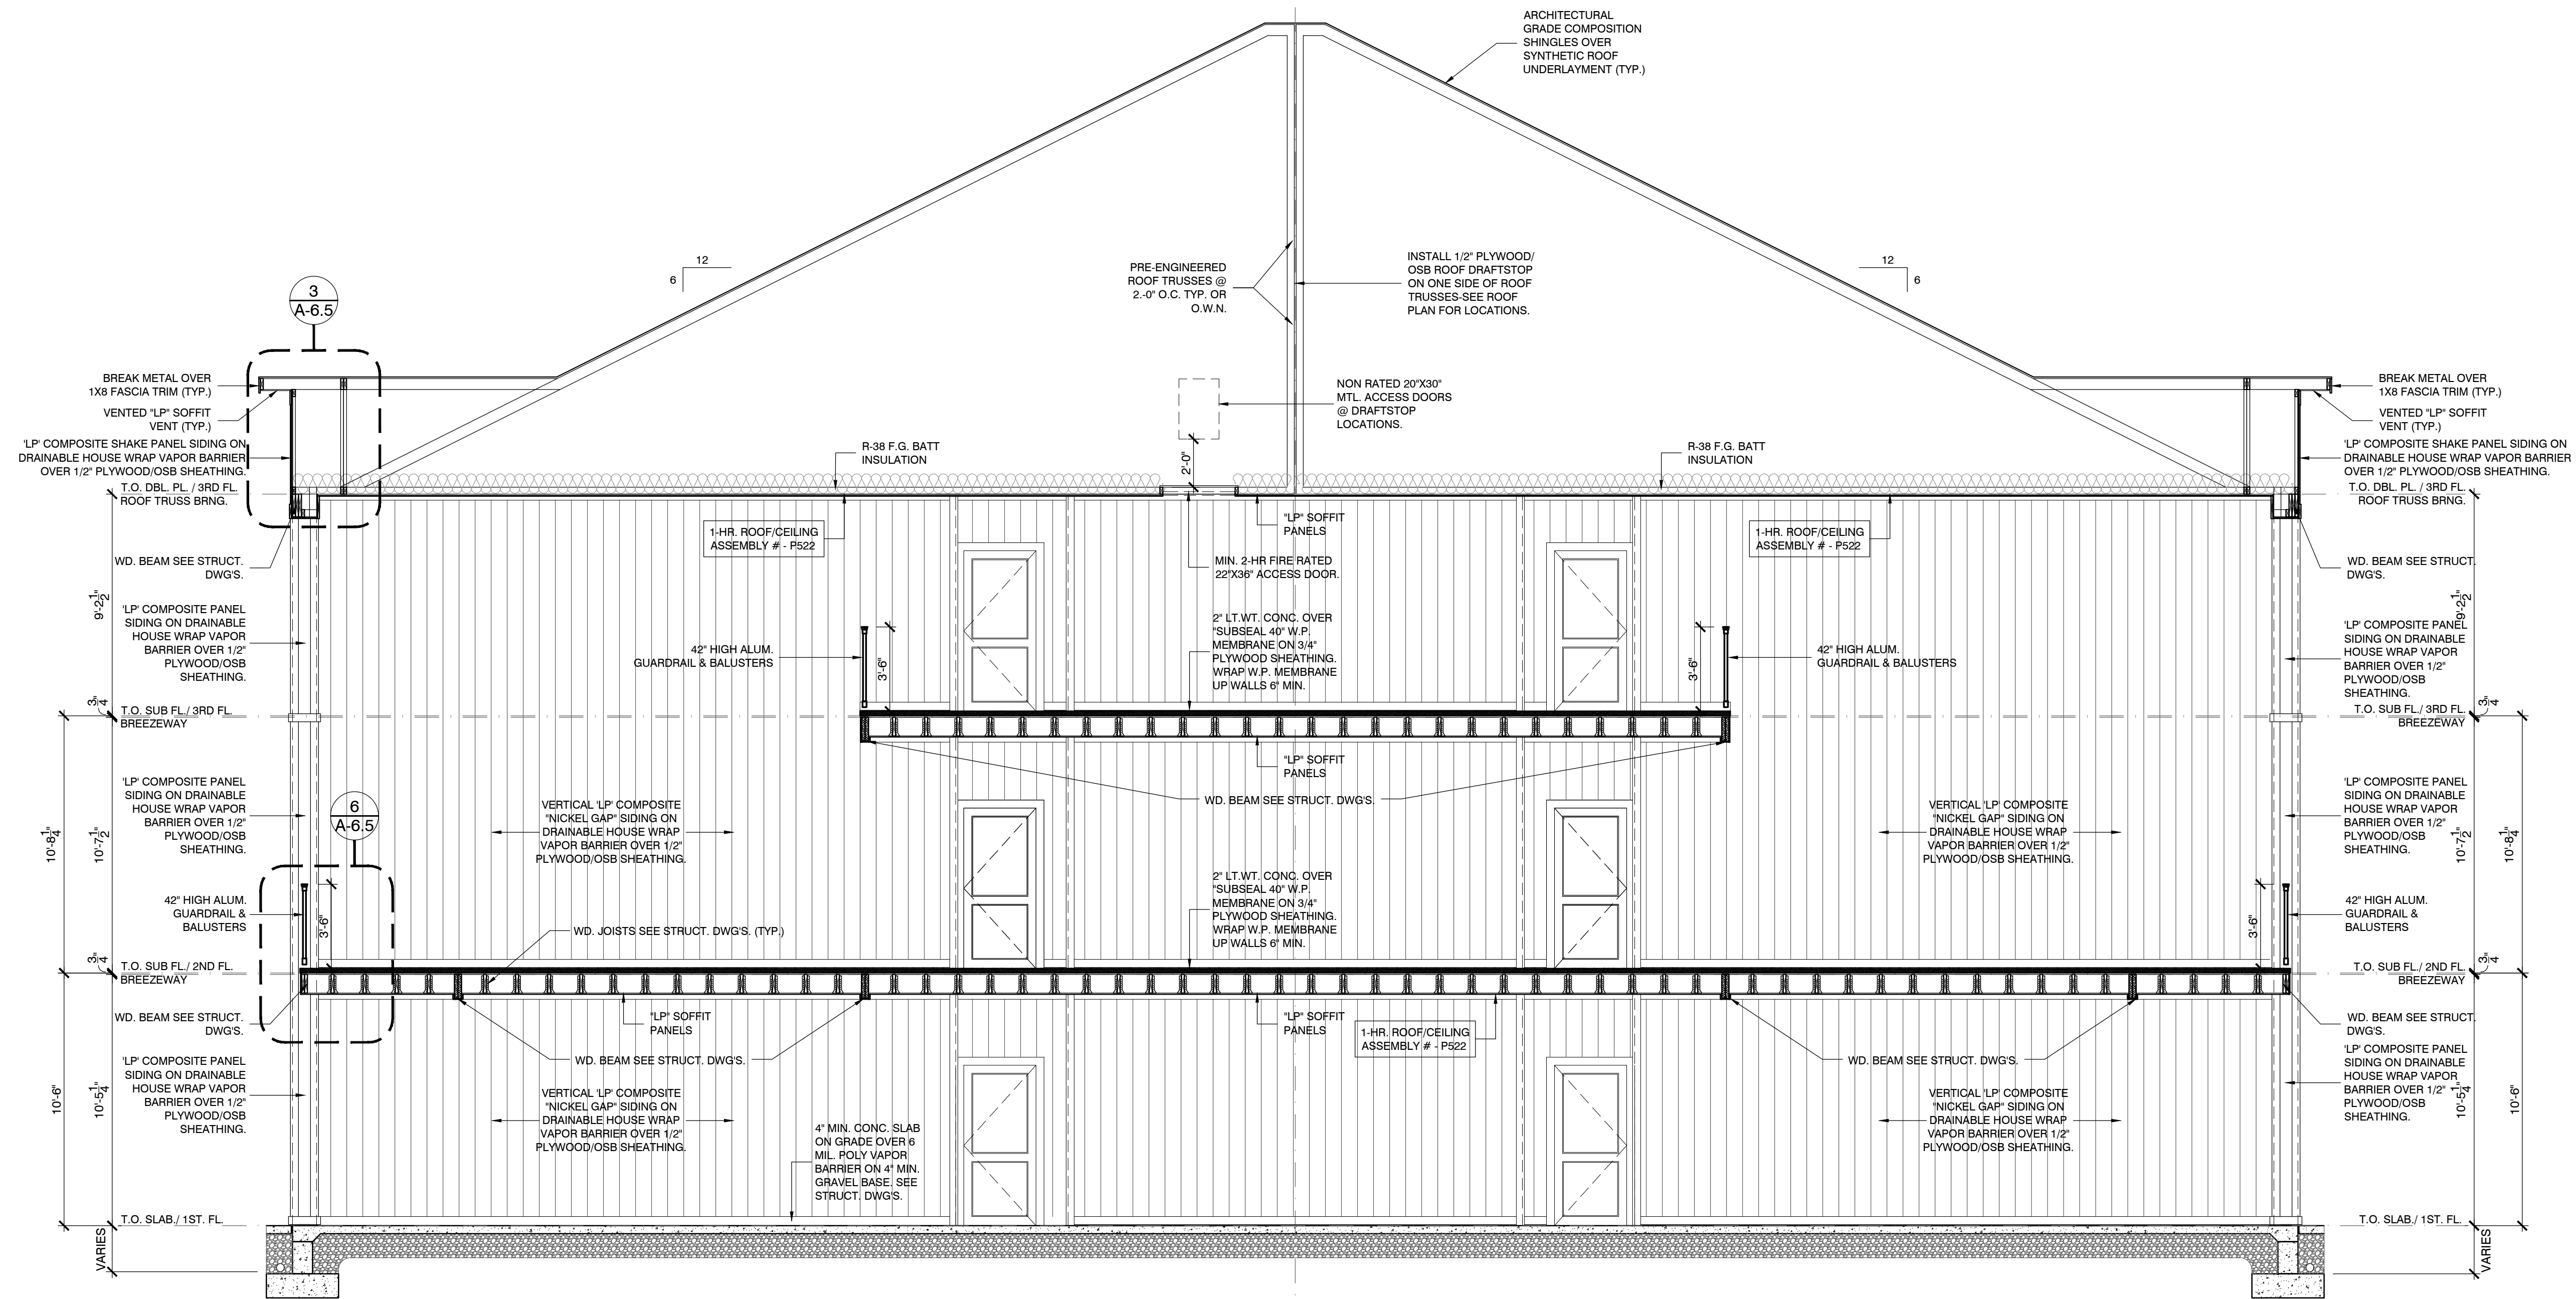 ARCHITECTURAL
GRADE COMPOSITION
SHINGLES OVER
SYNTHETIC ROOF
UNDERLAYMENT (TYP.)
12
6
12
6
PRE-ENGINEERED
ROOF TRUSSES @
2.-0" O.C. TYP. OR
O.W.N.
INSTALL 1/2" PLYWOOD/
OSB ROOF DRAFTSTOP
ON ONE SIDE OF ROOF
TRUSSES-SEE ROOF
PLAN FOR LOCATIONS.
3
A-6.5
BREAK METAL OVER
1X8 FASCIA TRIM (TYP.)
VENTED "LP" SOFFIT
VENT (TYP.)
'LP' COMPOSITE SHAKE PANEL SIDING ON
DRAINABLE HOUSE WRAP VAPOR BARRIER
OVER 1/2" PLYWOOD/OSB SHEATHING.
T.O. DBL. PL. / 3RD FL.
ROOF TRUSS BRNG.
NON RATED 20"X30"
MTL. ACCESS DOORS
@ DRAFTSTOP
LOCATIONS.
2'-0"
R-38 F.G. BATT
INSULATION
R-38 F.G. BATT
INSULATION
BREAK METAL OVER
1X8 FASCIA TRIM (TYP.)
VENTED "LP" SOFFIT
VENT (TYP.)
'LP' COMPOSITE SHAKE PANEL SIDING ON
DRAINABLE HOUSE WRAP VAPOR BARRIER
OVER 1/2" PLYWOOD/OSB SHEATHING.
T.O. DBL. PL. / 3RD FL.
ROOF TRUSS BRNG.
1-HR. ROOF/CEILING
ASSEMBLY # - P522
"LP" SOFFIT
PANELS
1-HR. ROOF/CEILING
ASSEMBLY # - P522
WD. BEAM SEE STRUCT.
DWG'S.
MIN. 2-HR FIRE RATED
22"X36" ACCESS DOOR.
WD. BEAM SEE STRUCT.
DWG'S.
9'-2 1/2"
'LP' COMPOSITE PANEL
SIDING ON DRAINABLE
HOUSE WRAP VAPOR
BARRIER OVER 1/2"
PLYWOOD/OSB
SHEATHING.
42" HIGH ALUM.
GUARDRAIL & BALUSTERS
3'-6"
2" LT.WT. CONC. OVER
"SUBSEAL 40" W.P.
MEMBRANE ON 3/4"
PLYWOOD SHEATHING.
WRAP W.P. MEMBRANE
UP WALLS 6" MIN.
3'-6"
42" HIGH ALUM.
GUARDRAIL & BALUSTERS
'LP' COMPOSITE PANEL
SIDING ON DRAINABLE
HOUSE WRAP VAPOR
BARRIER OVER 1/2"
PLYWOOD/OSB
SHEATHING.
9'-2 1/2"
3/4"
T.O. SUB FL./ 3RD FL.
BREEZEWAY
T.O. SUB FL./ 3RD FL.
BREEZEWAY
3/4"
"LP" SOFFIT
PANELS
WD. BEAM SEE STRUCT. DWG'S.
10'-8 1/4"
10'-7 1/2"
'LP' COMPOSITE PANEL
SIDING ON DRAINABLE
HOUSE WRAP VAPOR
BARRIER OVER 1/2"
PLYWOOD/OSB
SHEATHING.
6
A-6.5
VERTICAL 'LP' COMPOSITE
"NICKEL GAP" SIDING ON
DRAINABLE HOUSE WRAP
VAPOR BARRIER OVER 1/2"
PLYWOOD/OSB SHEATHING.
VERTICAL 'LP' COMPOSITE
"NICKEL GAP" SIDING ON
DRAINABLE HOUSE WRAP
VAPOR BARRIER OVER 1/2"
PLYWOOD/OSB SHEATHING.
'LP' COMPOSITE PANEL
SIDING ON DRAINABLE
HOUSE WRAP VAPOR
BARRIER OVER 1/2"
PLYWOOD/OSB
SHEATHING.
10'-7 1/2"
10'-8 1/4"
42" HIGH ALUM.
GUARDRAIL &
BALUSTERS
3'-6"
WD. JOISTS SEE STRUCT. DWG'S. (TYP.)
2" LT.WT. CONC. OVER
"SUBSEAL 40" W.P.
MEMBRANE ON 3/4"
PLYWOOD SHEATHING.
WRAP W.P. MEMBRANE
UP WALLS 6" MIN.
3'-6"
42" HIGH ALUM.
GUARDRAIL &
BALUSTERS
3/4"
T.O. SUB FL./ 2ND FL.
BREEZEWAY
T.O. SUB FL./ 2ND FL.
BREEZEWAY
3/4"
WD. BEAM SEE STRUCT.
DWG'S.
"LP" SOFFIT
PANELS
"LP" SOFFIT
PANELS
1-HR. ROOF/CEILING
ASSEMBLY # - P522
WD. BEAM SEE STRUCT.
DWG'S.
WD. BEAM SEE STRUCT. DWG'S.
WD. BEAM SEE STRUCT. DWG'S.
10'-6"
10'-5 1/4"
'LP' COMPOSITE PANEL
SIDING ON DRAINABLE
HOUSE WRAP VAPOR
BARRIER OVER 1/2"
PLYWOOD/OSB
SHEATHING.
VERTICAL 'LP' COMPOSITE
"NICKEL GAP" SIDING ON
DRAINABLE HOUSE WRAP
VAPOR BARRIER OVER 1/2"
PLYWOOD/OSB SHEATHING.
4" MIN. CONC. SLAB
ON GRADE OVER 6
MIL. POLY VAPOR
BARRIER ON 4" MIN.
GRAVEL BASE. SEE
STRUCT. DWG'S.
VERTICAL 'LP' COMPOSITE
"NICKEL GAP" SIDING ON
DRAINABLE HOUSE WRAP
VAPOR BARRIER OVER 1/2"
PLYWOOD/OSB SHEATHING.
'LP' COMPOSITE PANEL
SIDING ON DRAINABLE
HOUSE WRAP VAPOR
BARRIER OVER 1/2"
PLYWOOD/OSB
SHEATHING.
10'-5 1/4"
10'-6"
T.O. SLAB./ 1ST. FL.
T.O. SLAB./ 1ST. FL.
VARIES
VARIES